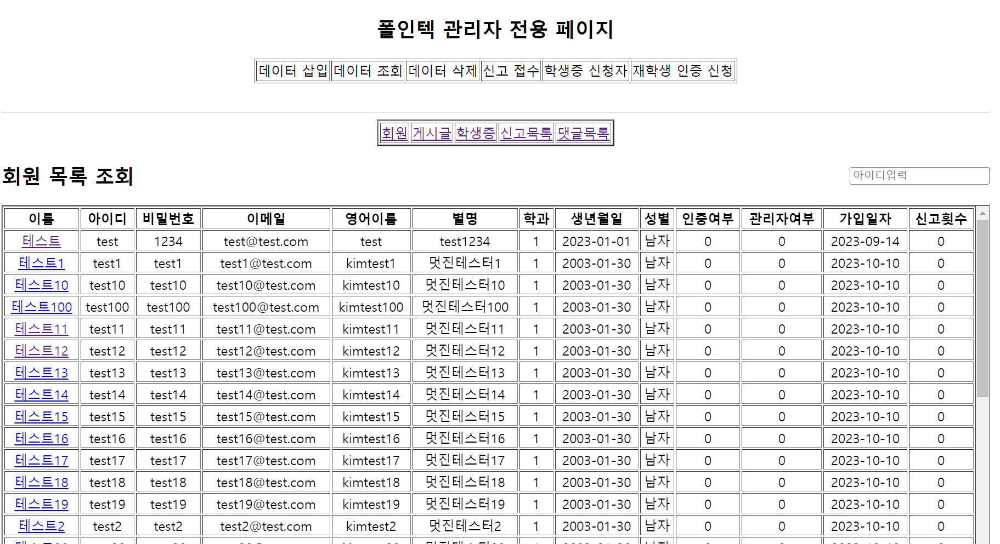 폴인텍 관리자 전용 페이지
데이터 삽입 데이터 조회 데이터 삭제 신고 접수 학생증 신청자 재학생 인증 신청
회원 게시글 학생증 신고목록 댓글목록
회원 목록 조회 아이디입력
이름 아이디 비밀번호 이메일 영어이름 별명 학과 생년월일 성별 인증여부 관리자여부 가입일자 신고횟수
테스트 test 1234 test@test.com test test1234 1 2023-01-01 남자 0 0 2023-09-14 0
테스트1 test1 test1 test1@test.com kimtest1 멋진테스터1 1 2003-01-30 남자 0 0 2023-10-10 0
테스트10 test10 test10 test10@test.com kimtest10 멋진테스터10 1 2003-01-30 남자 0 0 2023-10-10 0
테스트100 test100 test100 test100@test.com kimtest100 멋진테스터100 1 2003-01-30 남자 0 0 2023-10-10 0
테스트11 test11 test11 test11@test.com kimtest11 멋진테스터11 1 2003-01-30 남자 0 0 2023-10-10 0
테스트12 test12 test12 test12@test.com kimtest12 멋진테스터12 1 2003-01-30 남자 0 0 2023-10-10 0
테스트13 test13 test13 test13@test.com kimtest13 멋진테스터13 1 2003-01-30 남자 0 0 2023-10-10 0
테스트14 test14 test14 test14@test.com kimtest14 멋진테스터14 1 2003-01-30 남자 0 0 2023-10-10 0
테스트15 test15 test15 test15@test.com kimtest15 멋진테스터15 1 2003-01-30 남자 0 0 2023-10-10 0
테스트16 test16 test16 test16@test.com kimtest16 멋진테스터16 1 2003-01-30 남자 0 0 2023-10-10 0
테스트17 test17 test17 test17@test.com kimtest17 멋진테스터17 1 2003-01-30 남자 0 0 2023-10-10 0
테스트18 test18 test18 test18@test.com kimtest18 멋진테스터18 1 2003-01-30 남자 0 0 2023-10-10 0
테스트19 test19 test19 test19@test.com kimtest19 멋진테스터19 1 2003-01-30 남자 0 0 2023-10-10 0
테스트2 test2 test2 test2@test.com kimtest2 멋진테스터2 1 2003-01-30 남자 0 0 2023-10-10 0